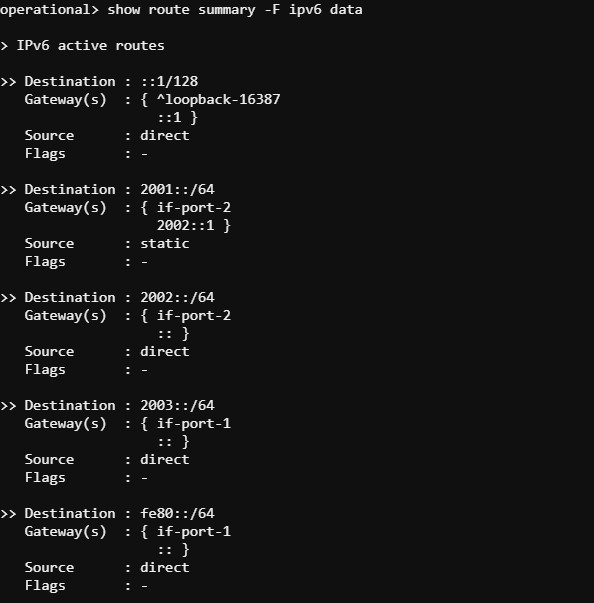 operational> show route summary -F ipv6 data
> IPv6 active routes
>> Destination : ::1/128
Gateway(s) : { ^loopback-16387
::1 }
Source : direct
Flags : -
>> Destination : 2001::/64
Gateway(s) : { if-port-2
2002::1 }
Source : static
Flags : -
>> Destination : 2002::/64
Gateway(s) : { if-port-2
:: }
Source : direct
Flags : -
>> Destination : 2003::/64
Gateway(s) : { if-port-1
:: }
Source : direct
Flags : -
>> Destination : fe80::/64
Gateway(s) : { if-port-1
:: }
Source : direct
Flags : -